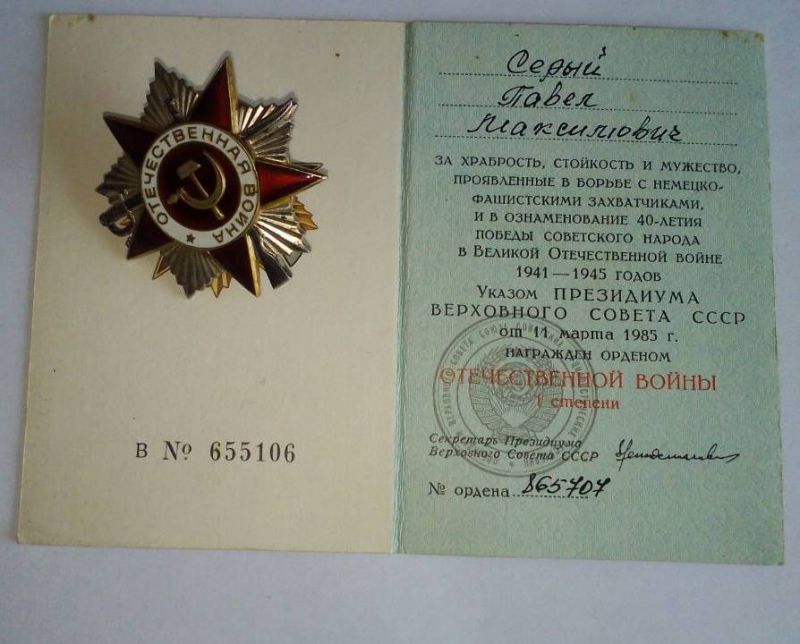 ОТЕЧЕСТВЕННАЯ ВОЙНА
В № 655106
Седый
Павел
Максимович
ЗА ХРАБРОСТЬ, СТОЙКОСТЬ И МУЖЕСТВО,
ПРОЯВЛЕННЫЕ В БОРЬБЕ С НЕМЕЦКО-
ФАШИСТСКИМИ ЗАХВАТЧИКАМИ,
И В ОЗНАМЕНОВАНИЕ 40-ЛЕТИЯ
ПОБЕДЫ СОВЕТСКОГО НАРОДА
В ВЕЛИКОЙ ОТЕЧЕСТВЕННОЙ ВОЙНЕ
1941—1945 ГОДОВ
УКАЗОМ ПРЕЗИДИУМА
ВЕРХОВНОГО СОВЕТА СССР
от 11 марта 1985 г.
НАГРАЖДЕН ОРДЕНОМ
ОТЕЧЕСТВЕННОЙ ВОЙНЫ
I степени
Секретарь Президиума
Верховного Совета СССР
№ ордена 865707